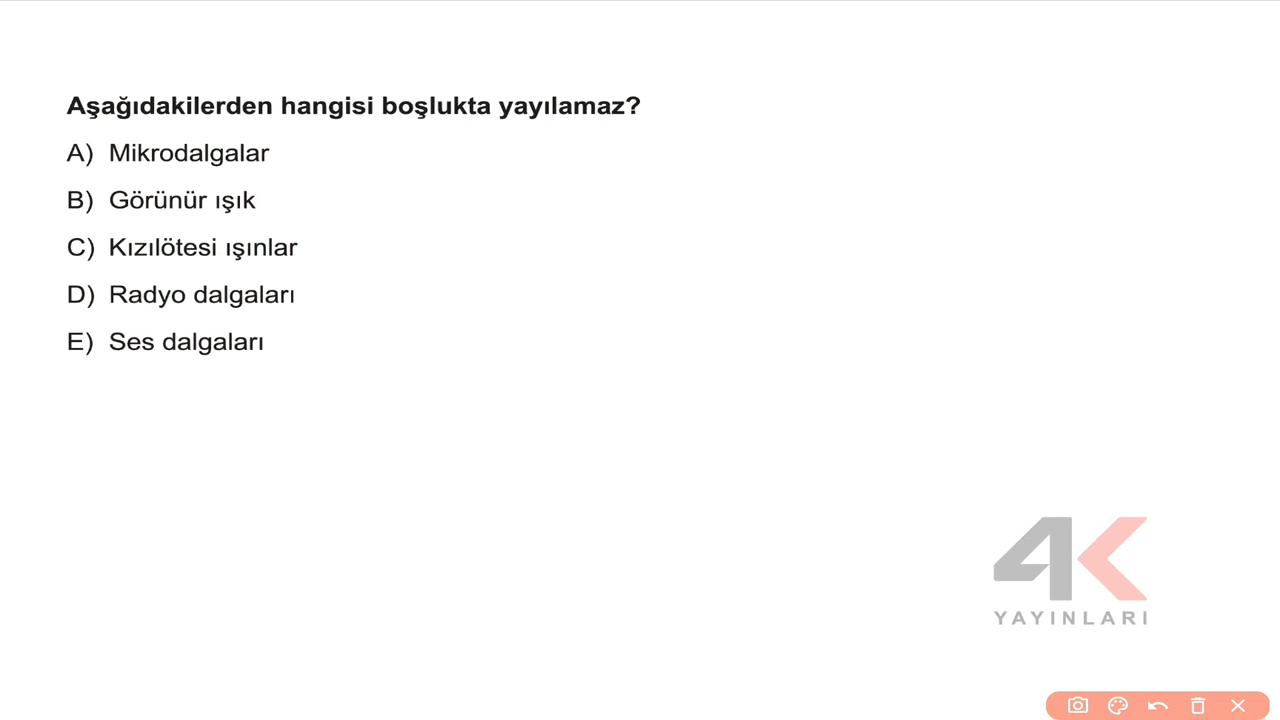 Aşağıdakilerden hangisi boşlukta yayılamaz?
A) Mikrodalgalar
B) Görünür ışık
C) Kızılötesi ışınlar
D) Radyo dalgaları
E) Ses dalgaları
4K
YAYINLARI